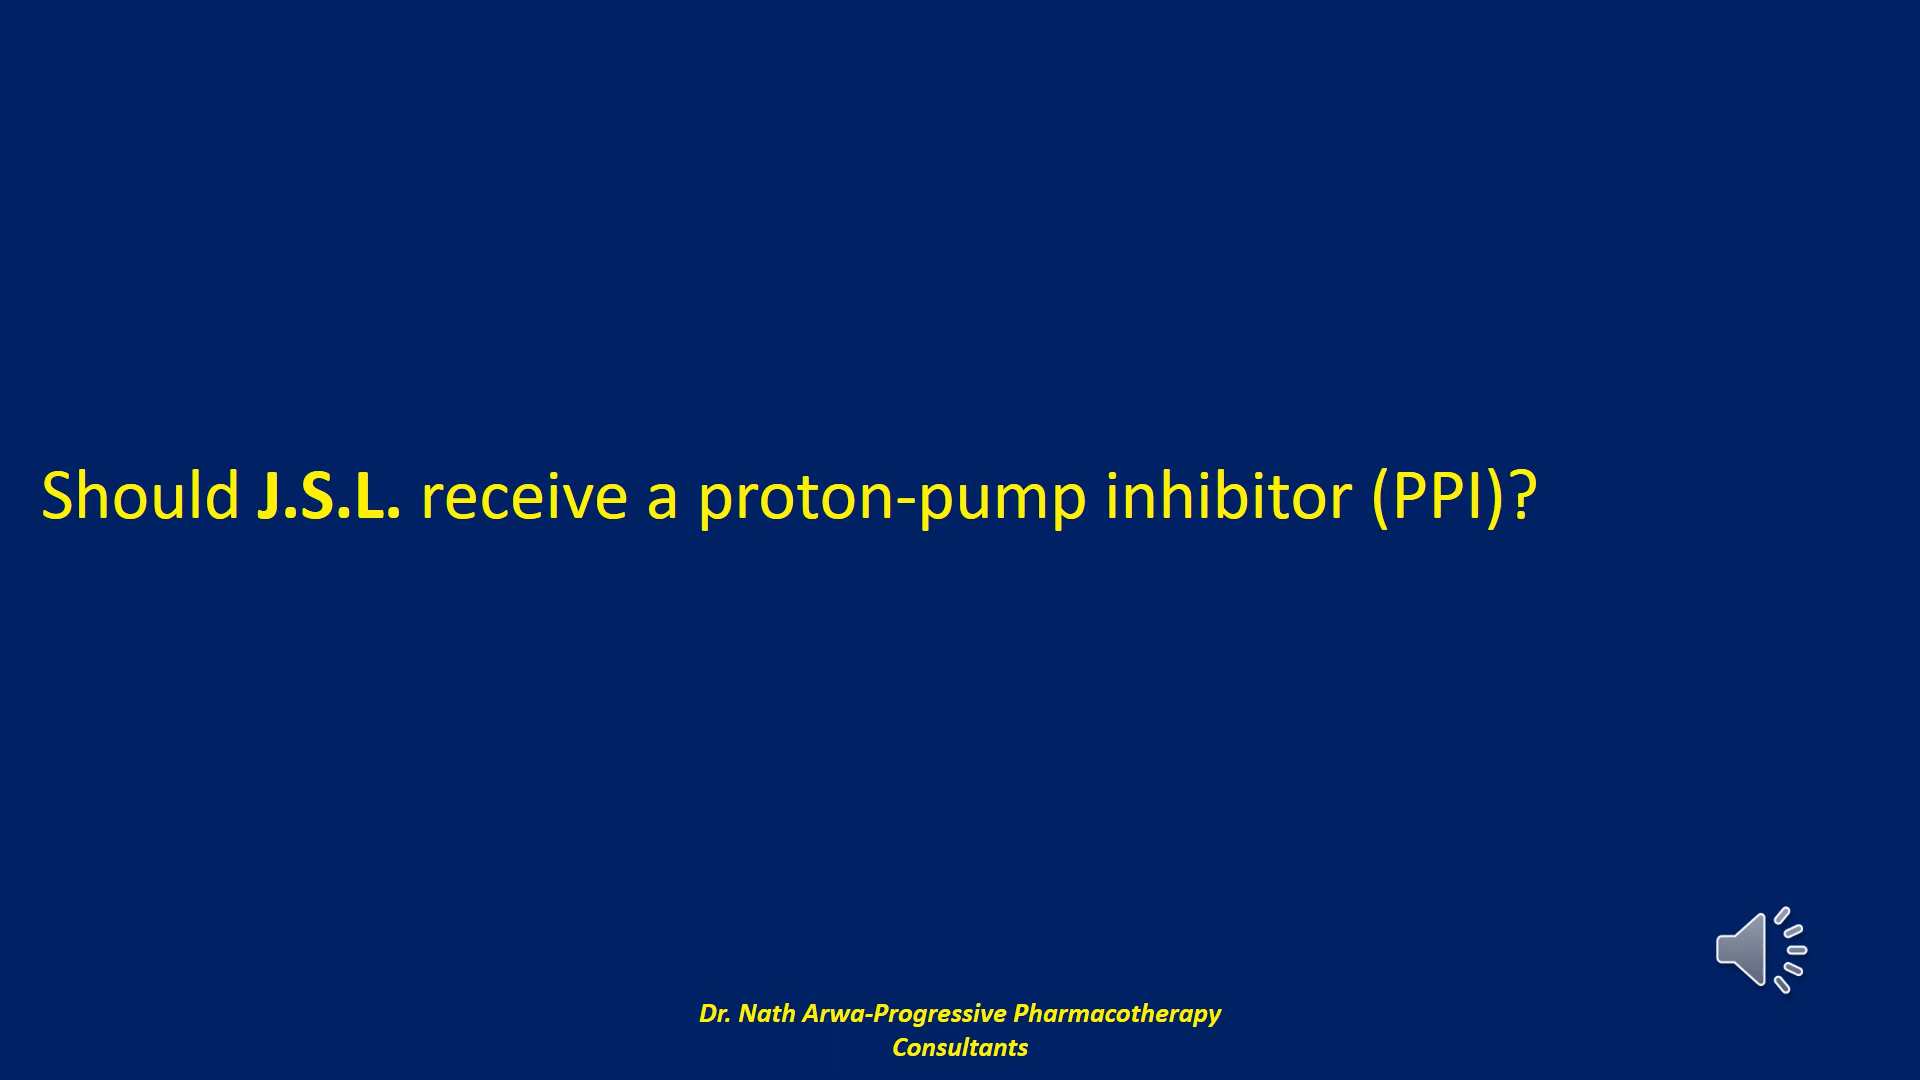 Should J.S.L. receive a proton-pump inhibitor (PPI)?
Dr. Nath Arwa-Progressive Pharmacotherapy
Consultants